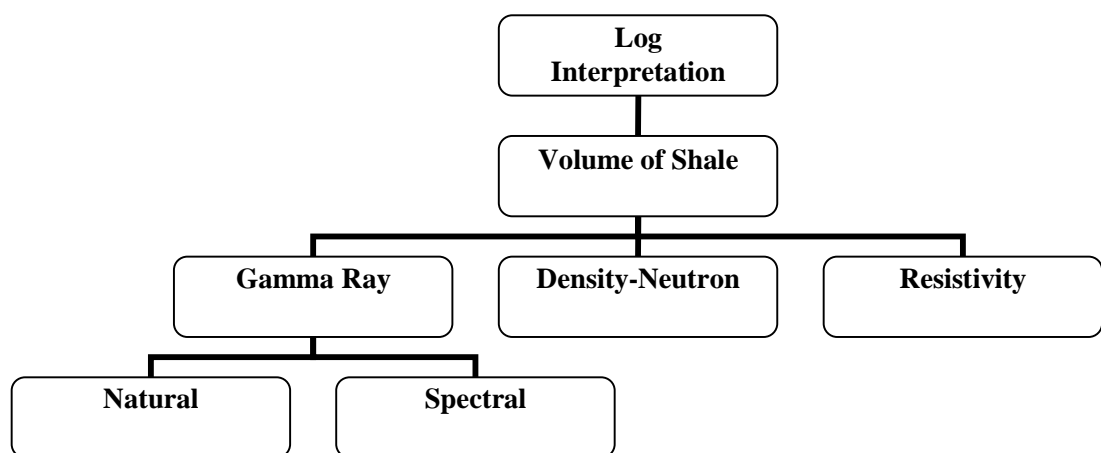 Log
Interpretation
Volume of Shale
Gamma Ray
Density-Neutron
Resistivity
Natural
Spectral